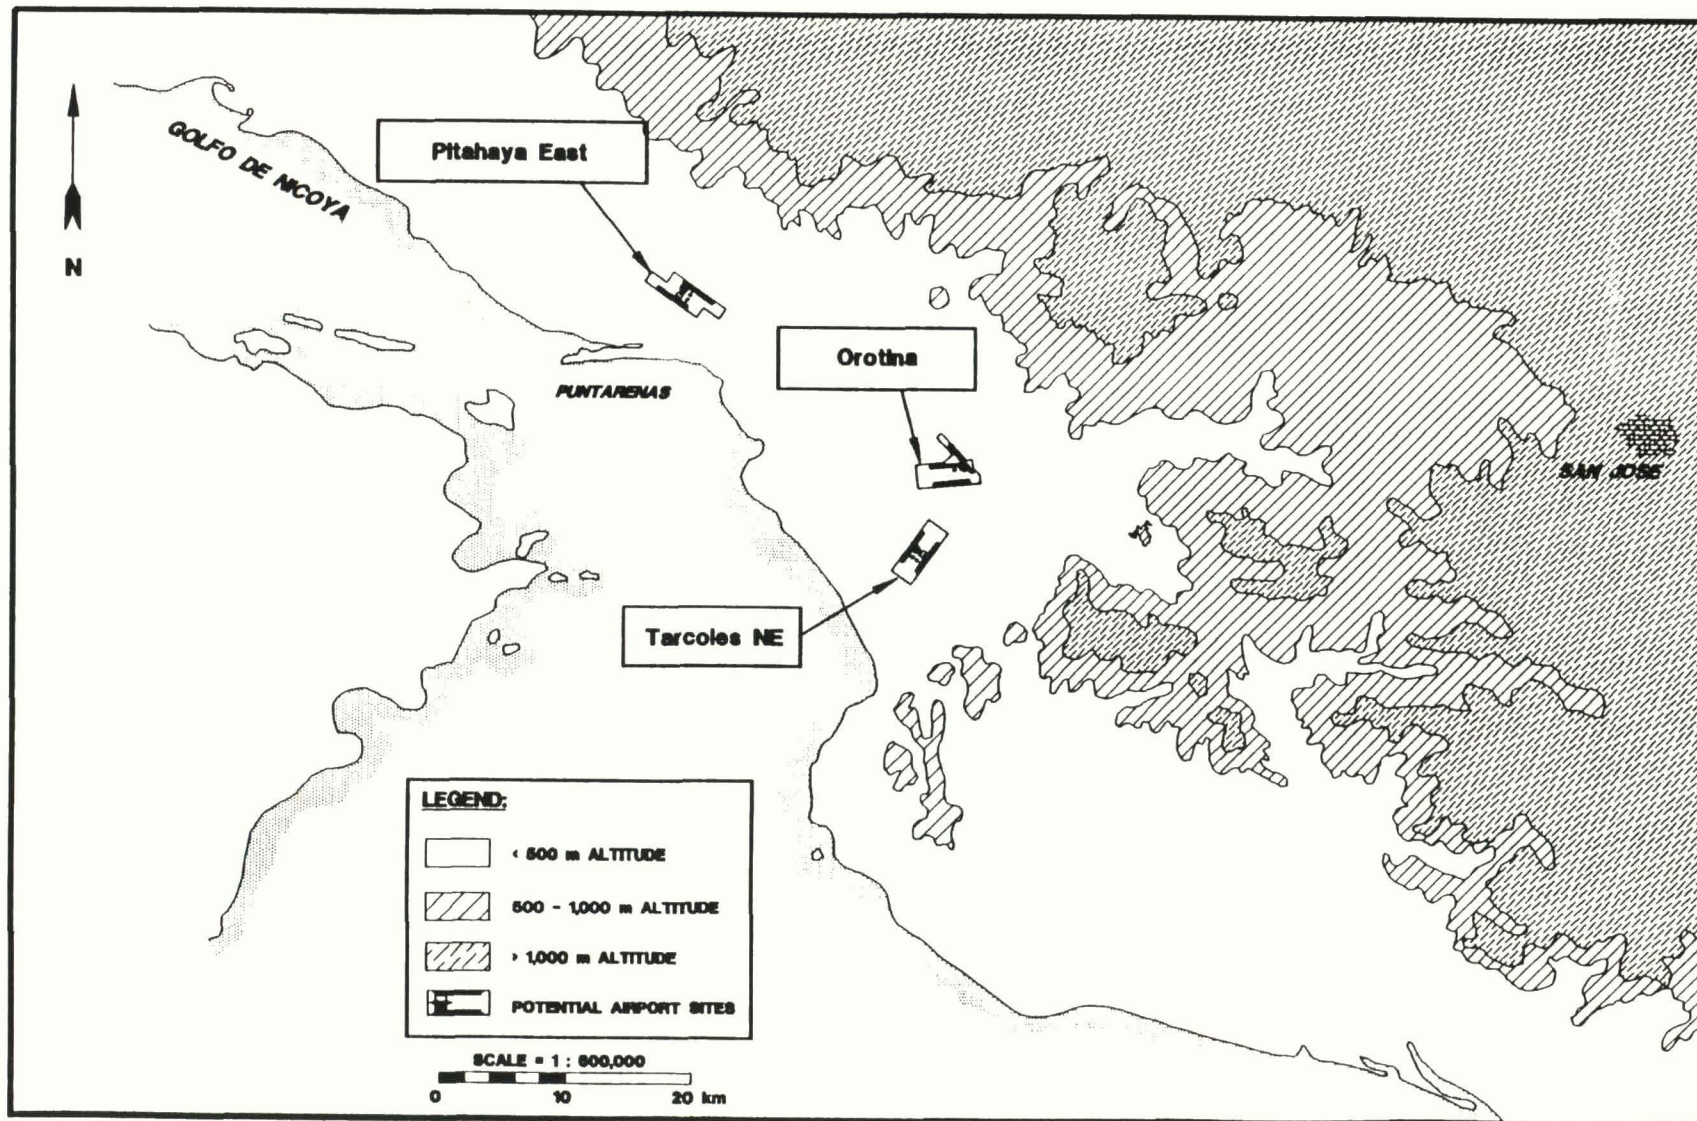 GOLFO DE NICOYA
Pitahaya East
N
Orotina
PUNTARENAS
SAN JOSE
Tarcoles NE
LEGEND:
< 500 m ALTITUDE
500 - 1,000 m ALTITUDE
> 1,000 m ALTITUDE
POTENTIAL AIRPORT SITES
SCALE = 1 : 600,000
0 10 20 km